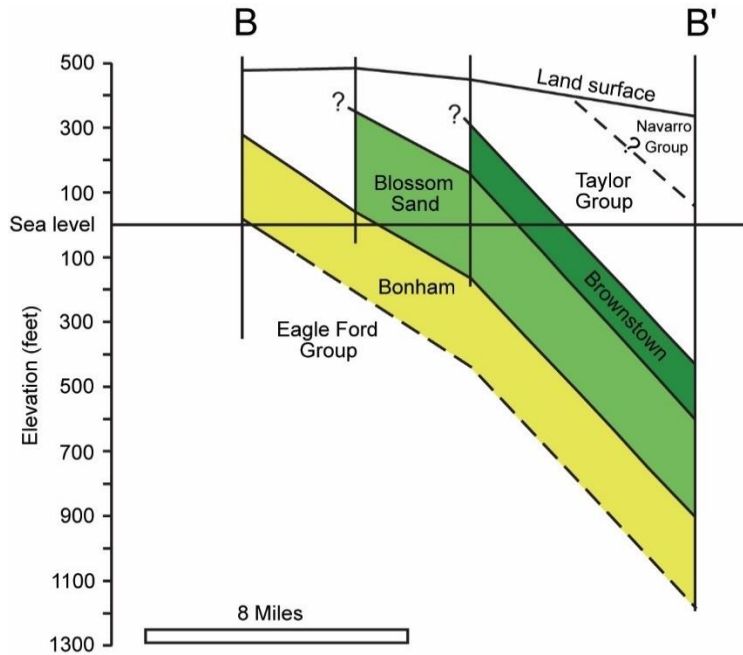 B
B'
500
300
100
Sea level
100
300
500
700
900
1100
1300
Elevation (feet)
Land surface
?
?
Navarro
? Group
Taylor
Group
Blossom
Sand
Brownstown
Bonham
Eagle Ford
Group
8 Miles